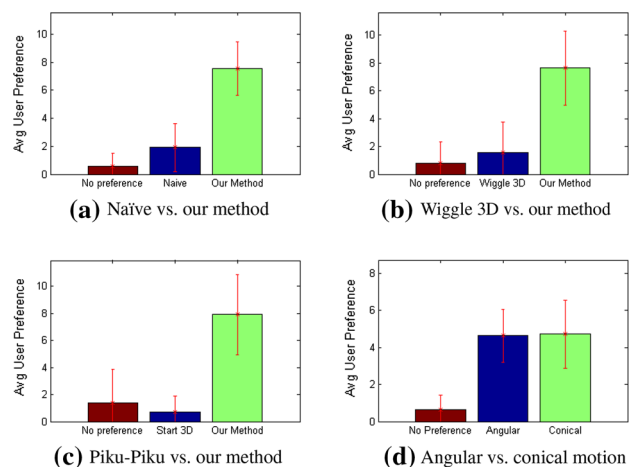 Avg User Preference
10
8
6
4
2
0
No preference Naive Our Method
(a) Naïve vs. our method
Avg User Preference
10
8
6
4
2
0
No preference Wiggle 3D Our Method
(b) Wiggle 3D vs. our method
Avg User Preference
10
8
6
4
2
0
No preference Start 3D Our Method
(c) Piku-Piku vs. our method
Avg User Preference
8
6
4
2
0
No Preference Angular Conical
(d) Angular vs. conical motion